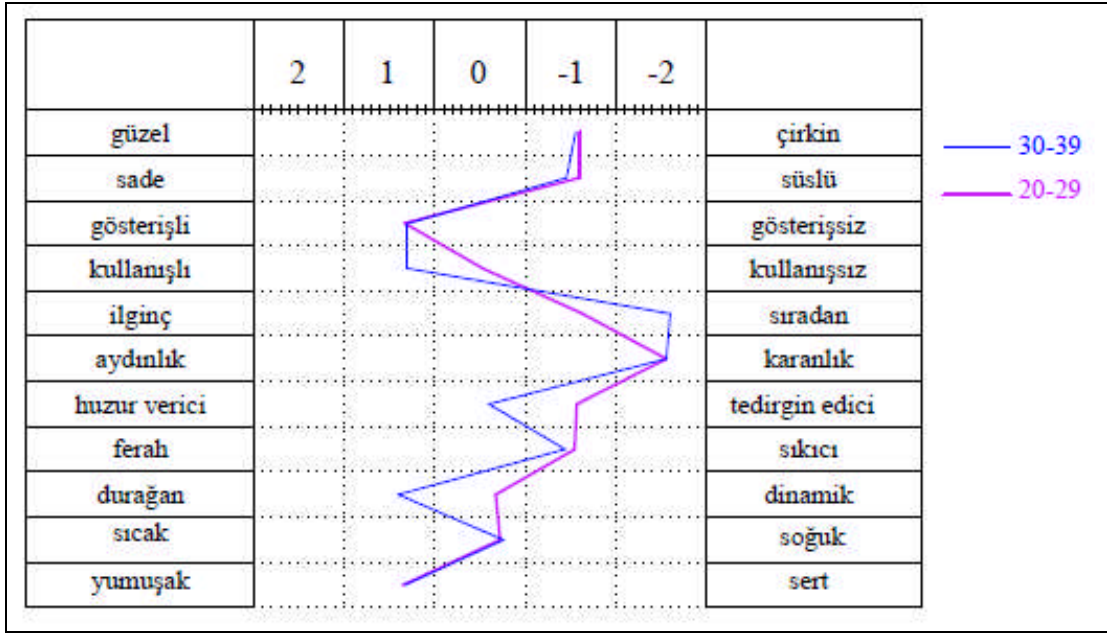 2 1 0 -1 -2
güzel çirkin
sade süslü
gösterişli gösterişsiz
kullanışlı kullanışsız
ilginç sıradan
aydınlık karanlık
huzur verici tedirgin edici
ferah sıkıcı
durağan dinamik
sıcak soğuk
yumuşak sert
30-39
20-29